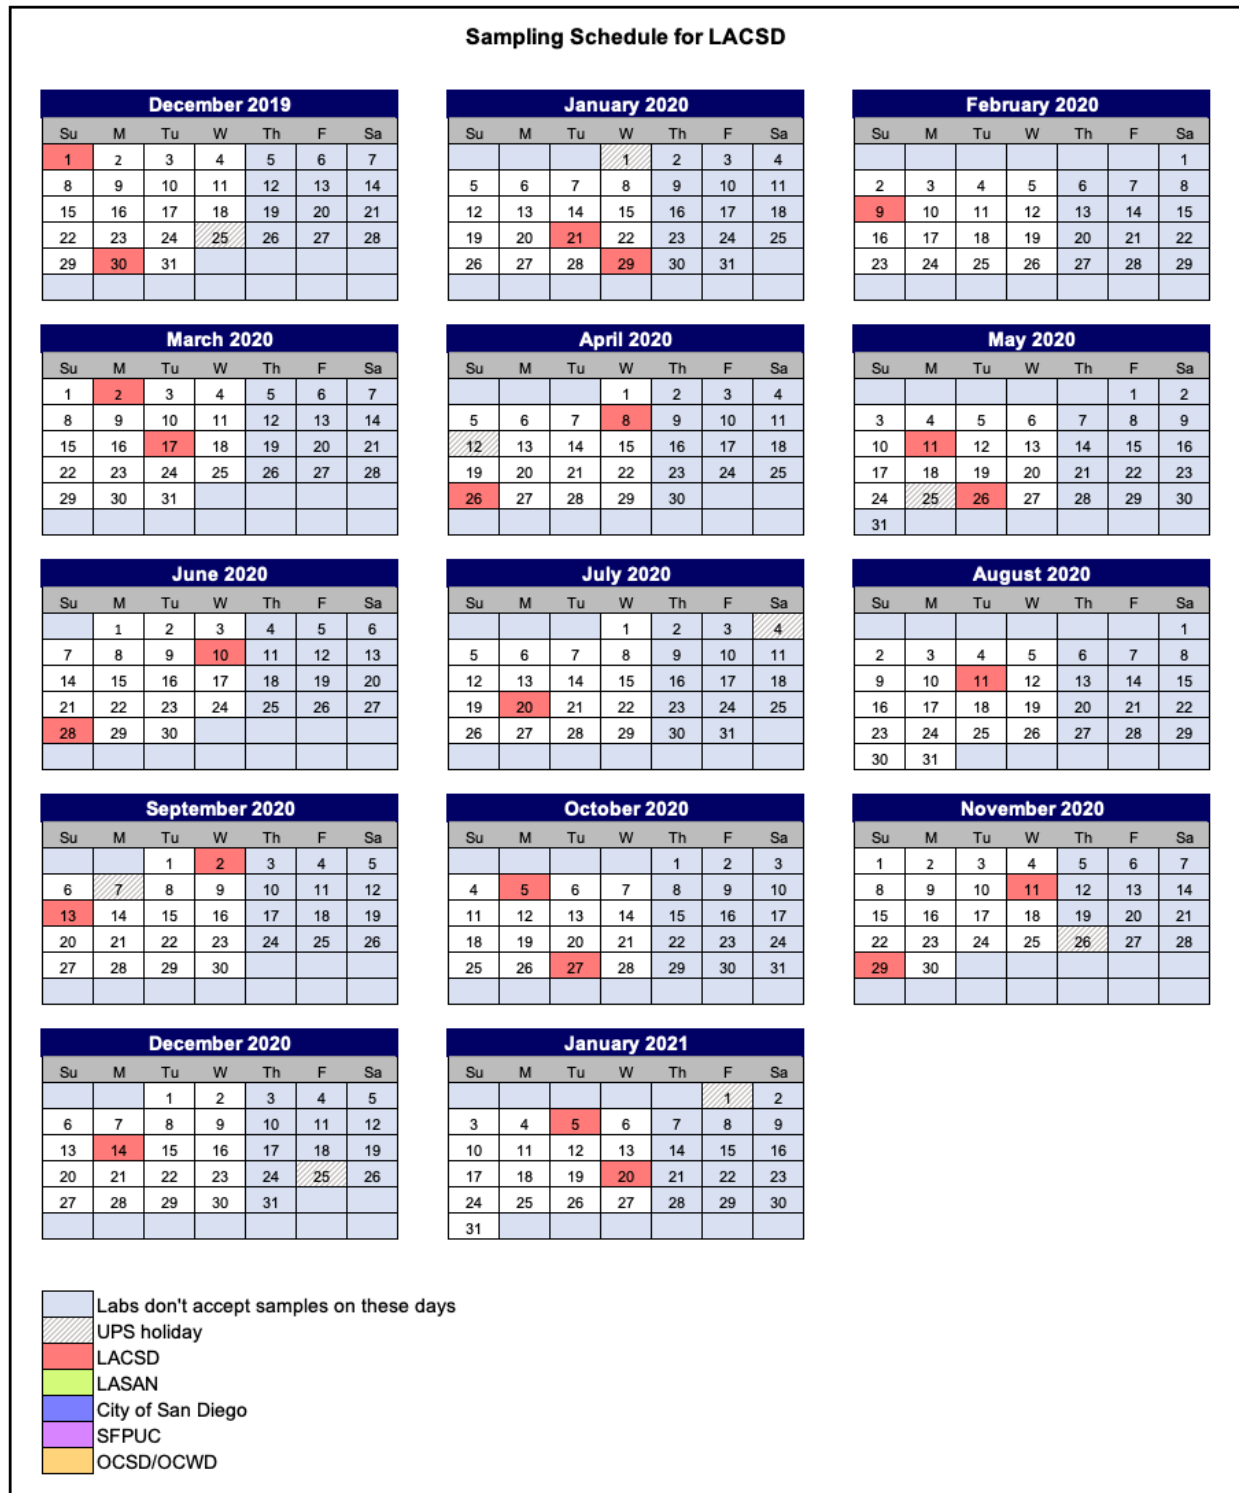 Sampling Schedule for LACSD
December 2019
Su M Tu W Th F Sa
1 2 3 4 5 6 7
8 9 10 11 12 13 14
15 16 17 18 19 20 21
22 23 24 25 26 27 28
29 30 31
January 2020
Su M Tu W Th F Sa
1 2 3 4
5 6 7 8 9 10 11
12 13 14 15 16 17 18
19 20 21 22 23 24 25
26 27 28 29 30 31
February 2020
Su M Tu W Th F Sa
1
2 3 4 5 6 7 8
9 10 11 12 13 14 15
16 17 18 19 20 21 22
23 24 25 26 27 28 29
March 2020
Su M Tu W Th F Sa
1 2 3 4 5 6 7
8 9 10 11 12 13 14
15 16 17 18 19 20 21
22 23 24 25 26 27 28
29 30 31
April 2020
Su M Tu W Th F Sa
1 2 3 4
5 6 7 8 9 10 11
12 13 14 15 16 17 18
19 20 21 22 23 24 25
26 27 28 29 30
May 2020
Su M Tu W Th F Sa
1 2
3 4 5 6 7 8 9
10 11 12 13 14 15 16
17 18 19 20 21 22 23
24 25 26 27 28 29 30
31
June 2020
Su M Tu W Th F Sa
1 2 3 4 5 6
7 8 9 10 11 12 13
14 15 16 17 18 19 20
21 22 23 24 25 26 27
28 29 30
July 2020
Su M Tu W Th F Sa
1 2 3 4
5 6 7 8 9 10 11
12 13 14 15 16 17 18
19 20 21 22 23 24 25
26 27 28 29 30 31
August 2020
Su M Tu W Th F Sa
1
2 3 4 5 6 7 8
9 10 11 12 13 14 15
16 17 18 19 20 21 22
23 24 25 26 27 28 29
30 31
September 2020
Su M Tu W Th F Sa
1 2 3 4 5
6 7 8 9 10 11 12
13 14 15 16 17 18 19
20 21 22 23 24 25 26
27 28 29 30
October 2020
Su M Tu W Th F Sa
1 2 3
4 5 6 7 8 9 10
11 12 13 14 15 16 17
18 19 20 21 22 23 24
25 26 27 28 29 30 31
November 2020
Su M Tu W Th F Sa
1 2 3 4 5 6 7
8 9 10 11 12 13 14
15 16 17 18 19 20 21
22 23 24 25 26 27 28
29 30
December 2020
Su M Tu W Th F Sa
1 2 3 4 5
6 7 8 9 10 11 12
13 14 15 16 17 18 19
20 21 22 23 24 25 26
27 28 29 30 31
January 2021
Su M Tu W Th F Sa
1 2
3 4 5 6 7 8 9
10 11 12 13 14 15 16
17 18 19 20 21 22 23
24 25 26 27 28 29 30
31
Labs don't accept samples on these days
UPS holiday
LACSD
LASAN
City of San Diego
SFPUC
OCSD/OCWD